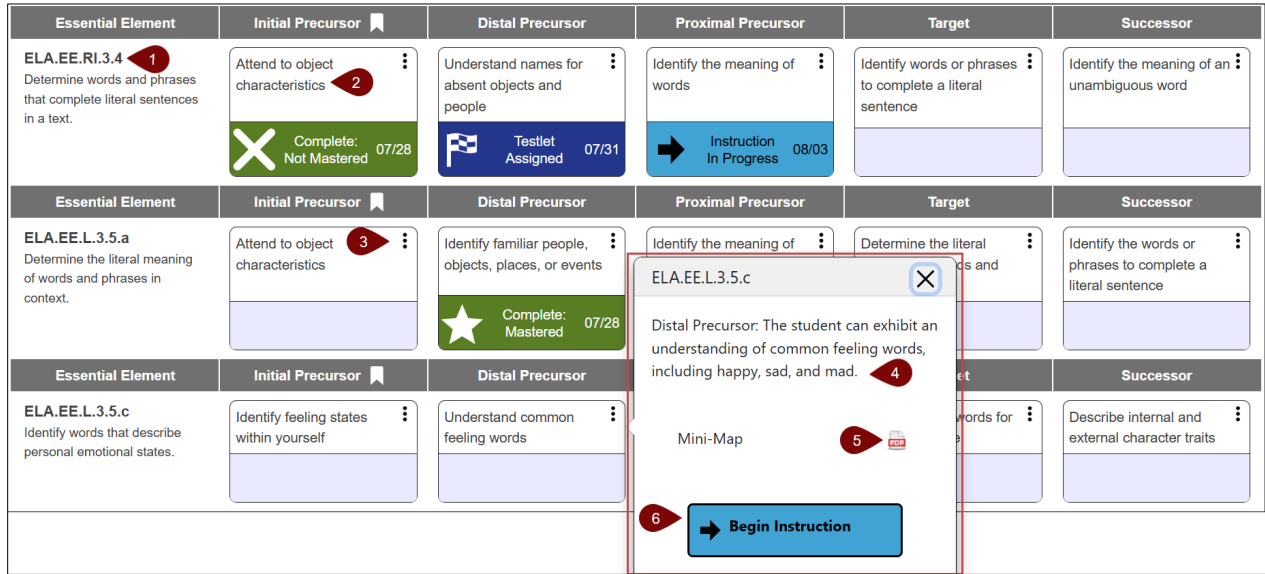 Essential Element
Initial Precursor
Distal Precursor
Proximal Precursor
Target
Successor
ELA.EE.RI.3.4
1
Determine words and phrases
that complete literal sentences
in a text.
Attend to object
characteristics
2
Complete:
Not Mastered
07/28
Understand names for
absent objects and
people
Testlet
Assigned
07/31
Identify the meaning of
words
Instruction
In Progress
08/03
Identify words or phrases
to complete a literal
sentence
Identify the meaning of an
unambiguous word
Essential Element
Initial Precursor
Distal Precursor
Proximal Precursor
Target
Successor
ELA.EE.L.3.5.a
Determine the literal meaning
of words and phrases in
context.
Attend to object
characteristics
3
Identify familiar people,
objects, places, or events
Complete:
Mastered
07/28
Identify the meaning of
Determine the literal
and
Identify the words or
phrases to complete a
literal sentence
Essential Element
Initial Precursor
Distal Precursor
Successor
ELA.EE.L.3.5.c
Identify words that describe
personal emotional states.
Identify feeling states
within yourself
Understand common
feeling words
words for
Describe internal and
external character traits
ELA.EE.L.3.5.c
Distal Precursor: The student can exhibit an
understanding of common feeling words,
including happy, sad, and mad.
4
Mini-Map
5
PDF
6
Begin Instruction